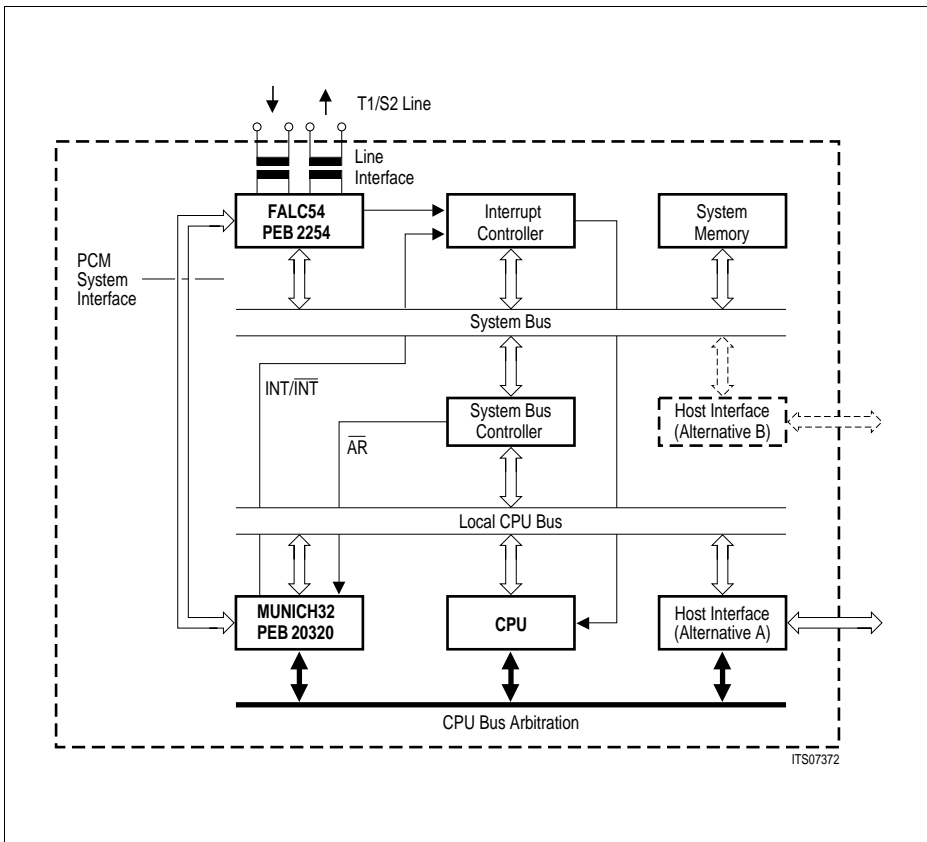 T1/S2 Line
Line
Interface
FALC54
PEB 2254
Interrupt
Controller
System
Memory
PCM
System
Interface
System Bus
INT/I̅N̅T̅
System Bus
Controller
Host Interface
(Alternative B)
A̅R̅
Local CPU Bus
MUNICH32
PEB 20320
CPU
Host Interface
(Alternative A)
CPU Bus Arbitration
ITS07372